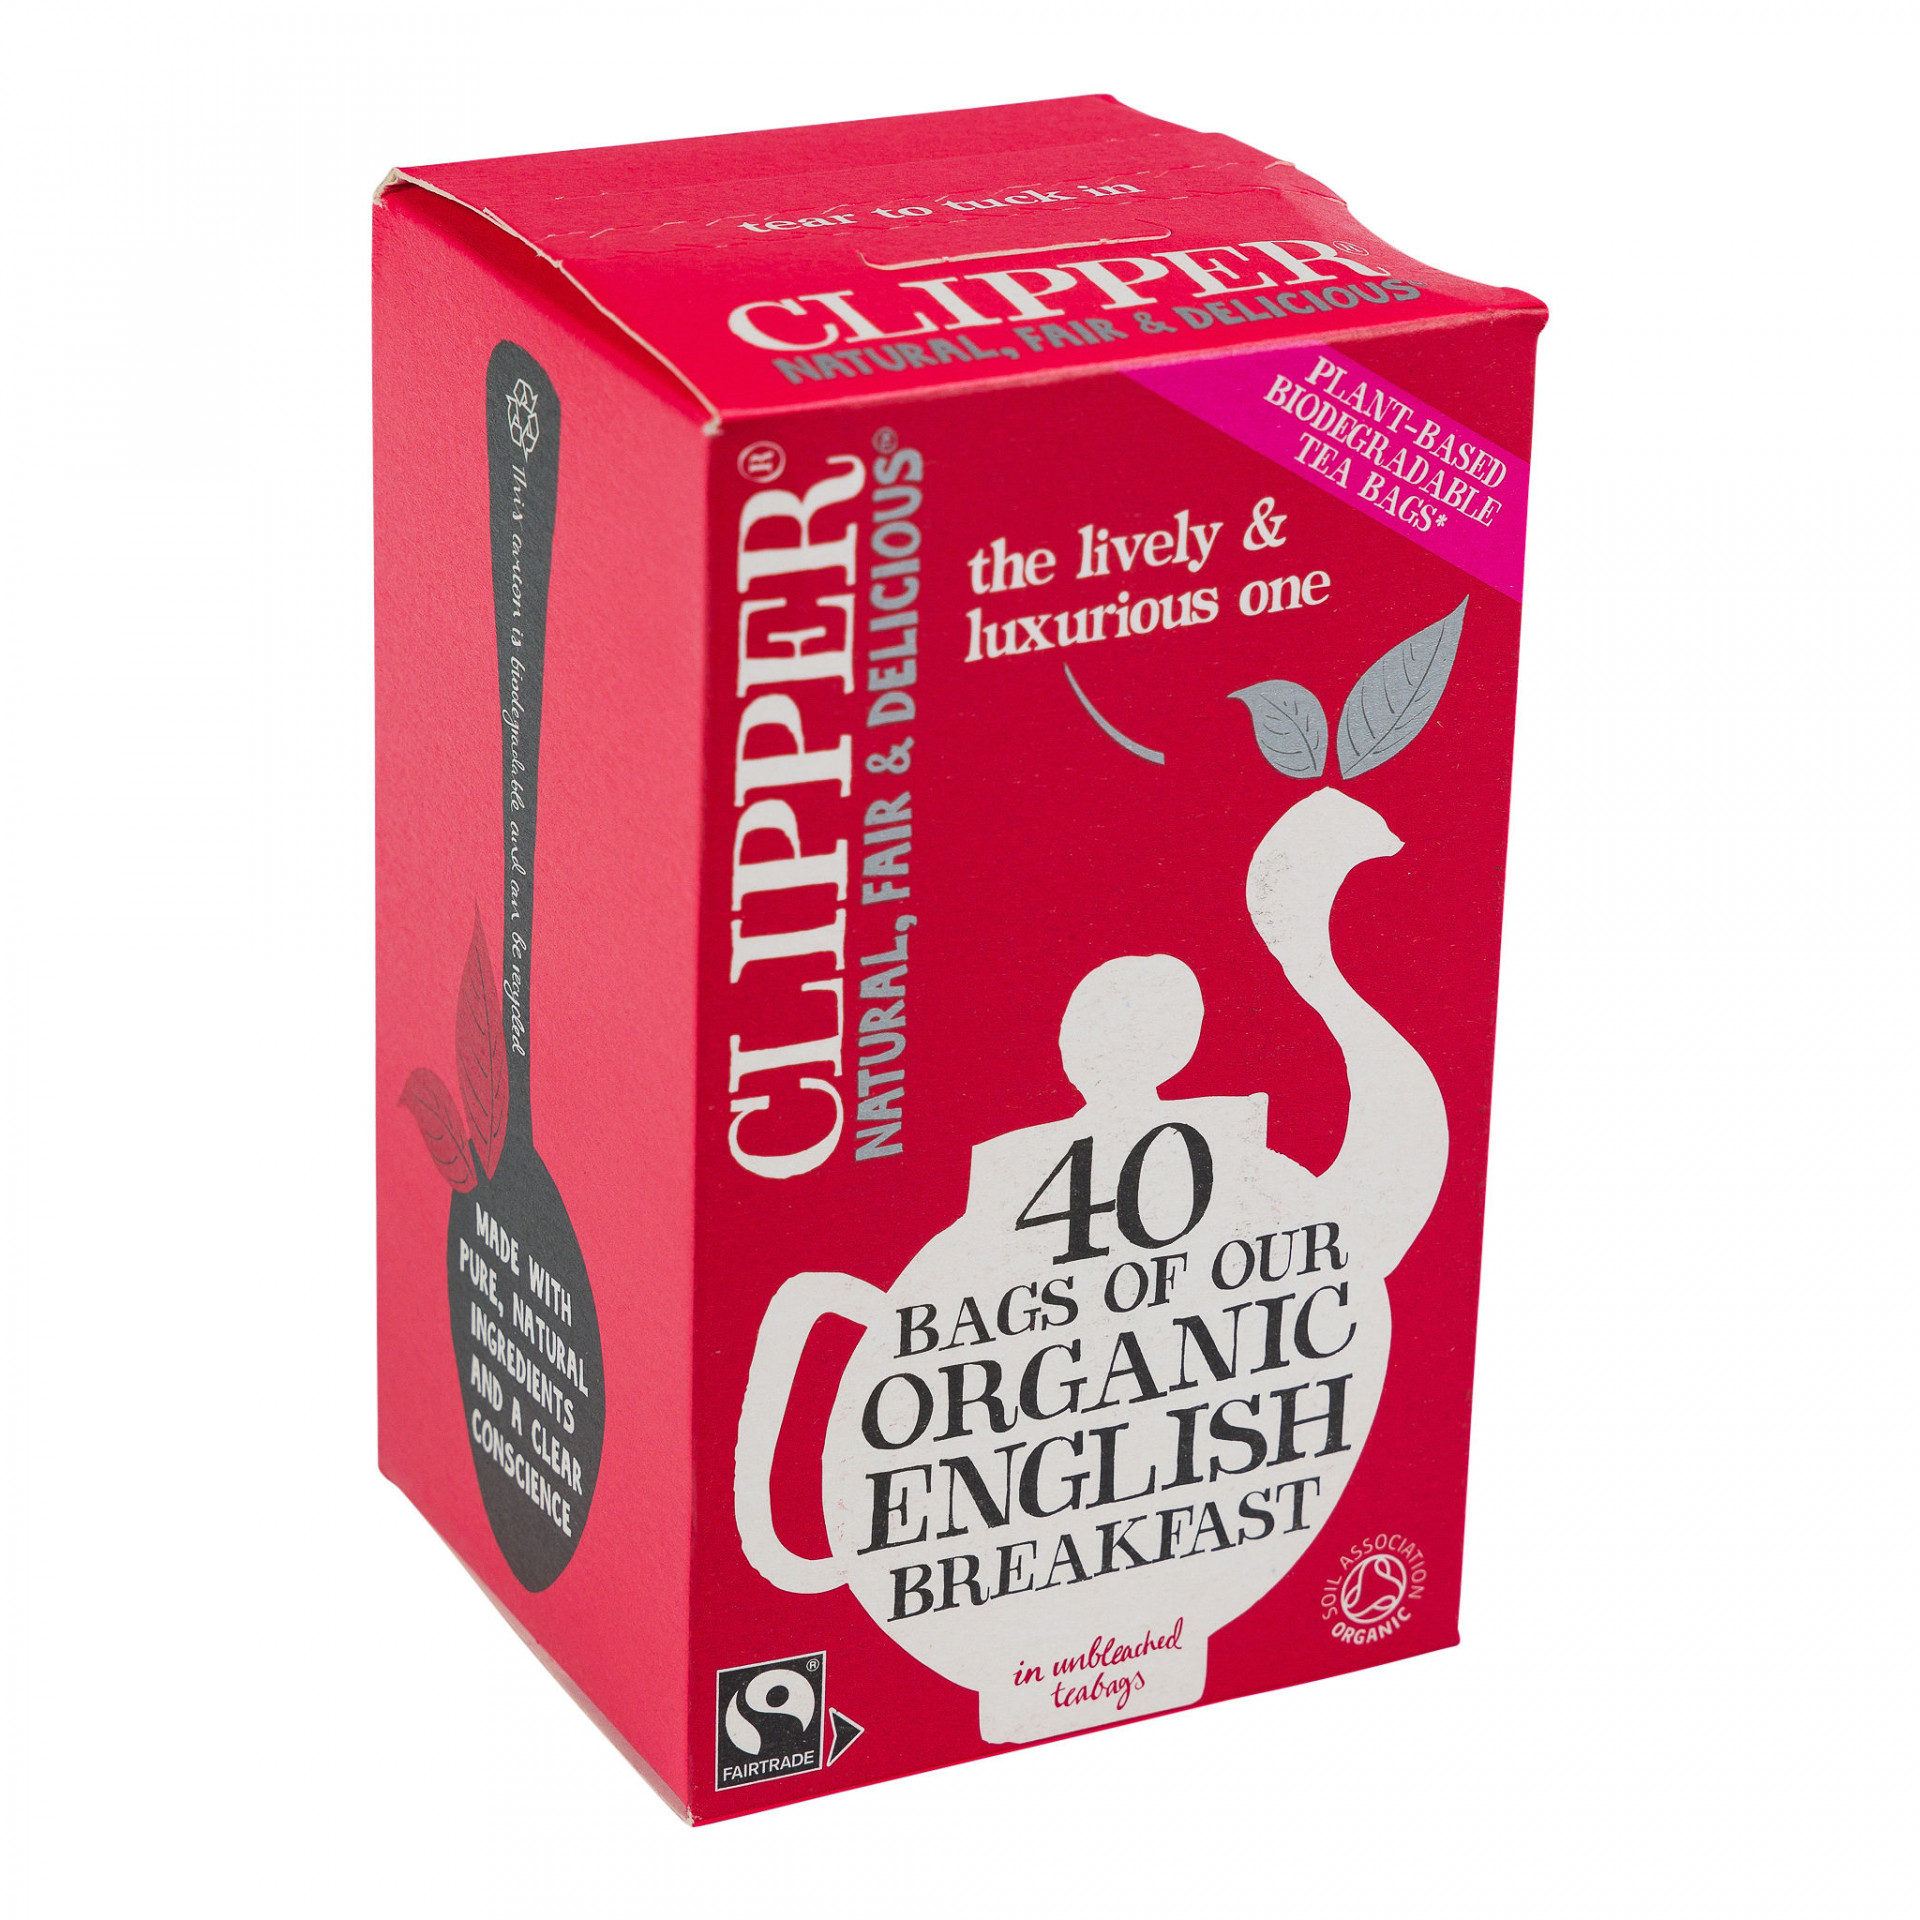 tear to tuck in
CLIPPER®
NATURAL, FAIR & DELICIOUS
PLANT-BASED
BIODEGRADABLE
TEA BAGS*
CLIPPER®
NATURAL, FAIR & DELICIOUS™
the lively &
luxurious one
40
BAGS OF OUR
ORGANIC
ENGLISH
BREAKFAST
in unbleached
teabags
FAIRTRADE
®
SOIL ASSOCIATION
ORGANIC
This carton is biodegradable and can be recycled
MADE WITH
PURE, NATURAL
INGREDIENTS
AND A CLEAR
CONSCIENCE